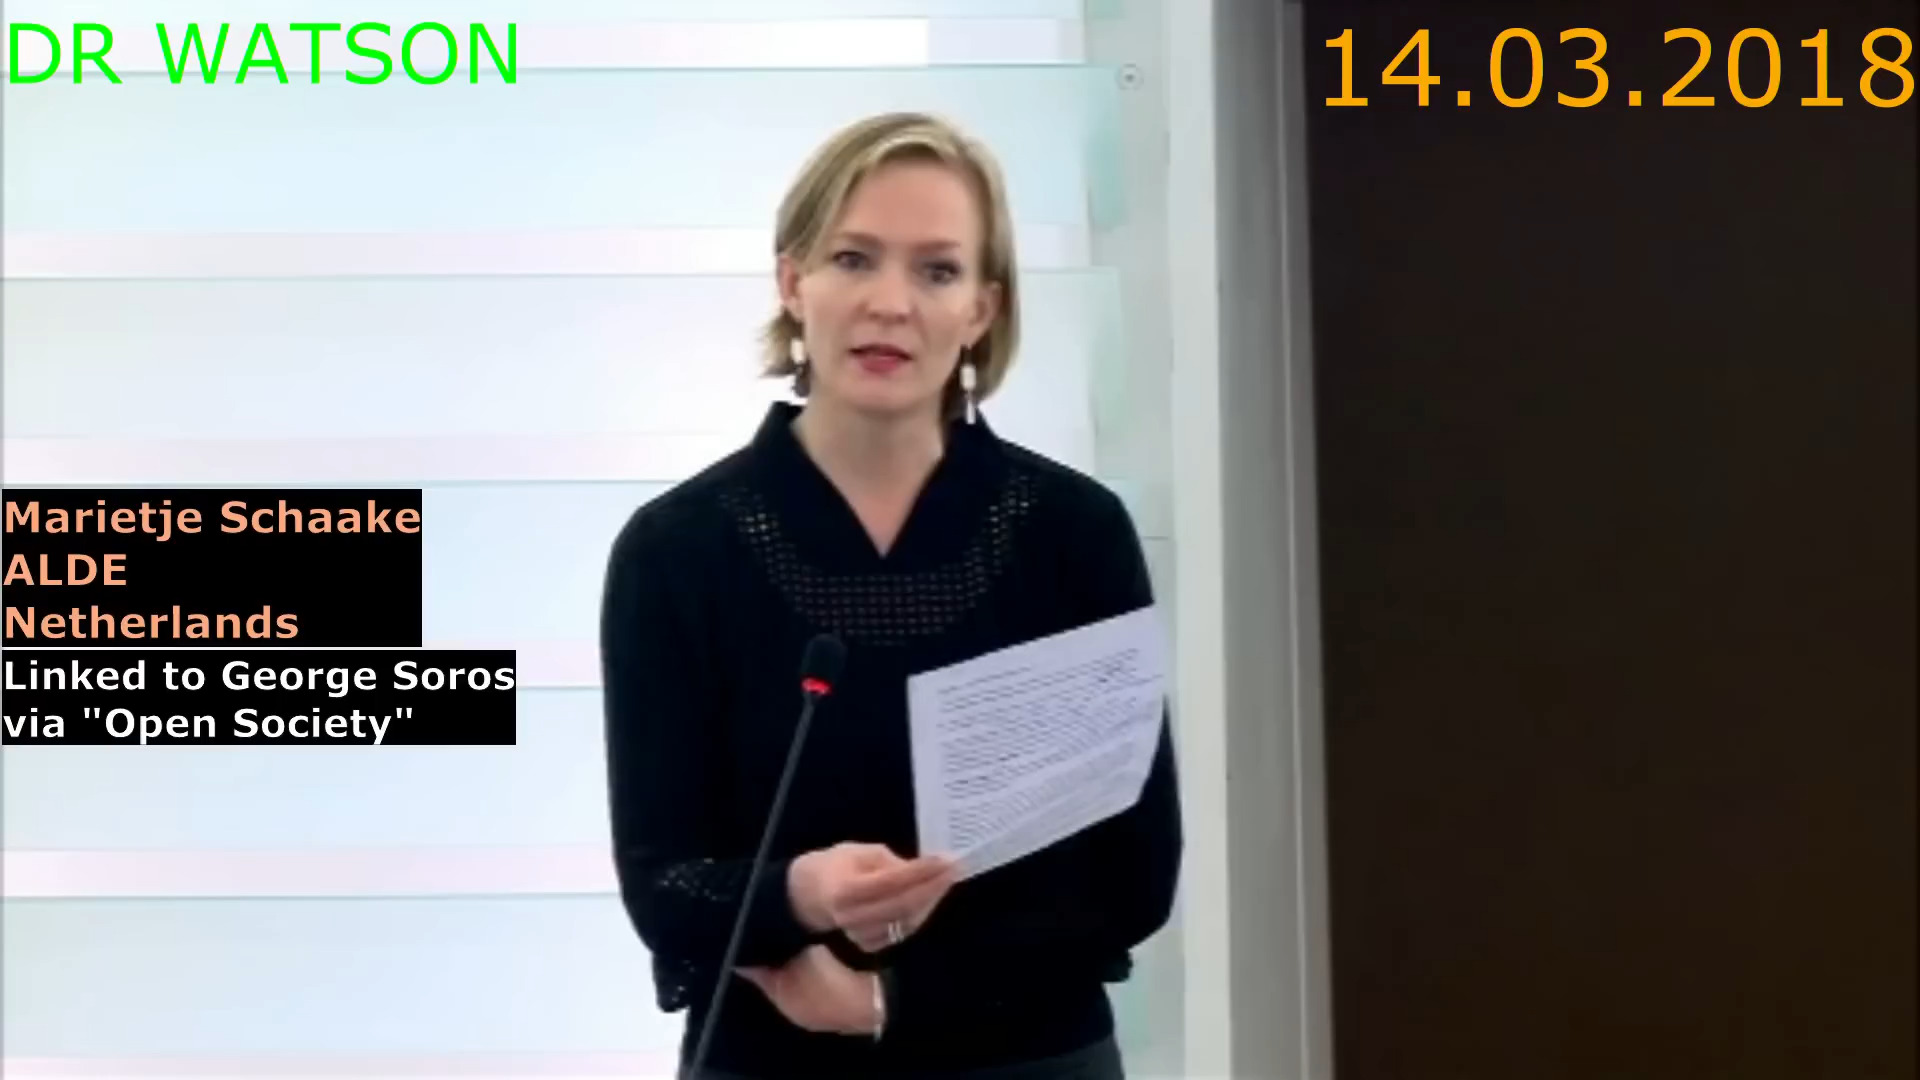 DR WATSON
14.03.2018
Marietje Schaake
ALDE
Netherlands
Linked to George Soros
via "Open Society"